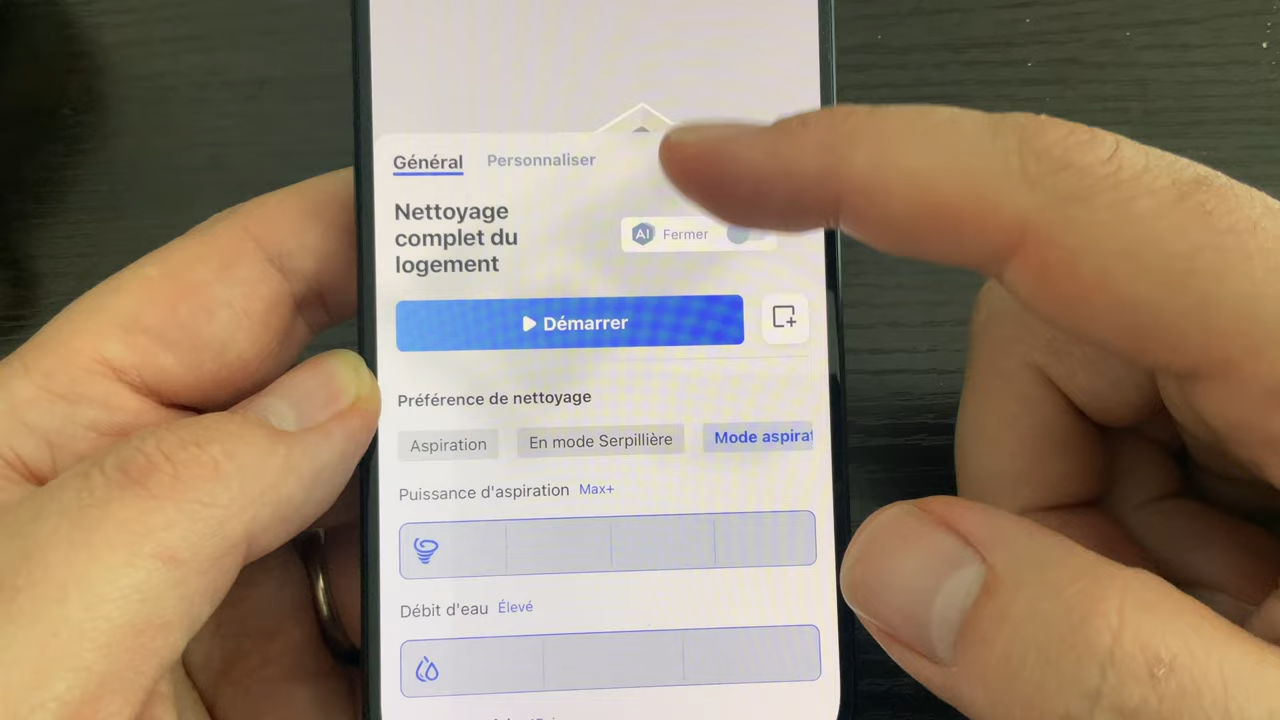 Général Personnaliser
Nettoyage
complet du
logement
AI Fermer
Démarrer
Préférence de nettoyage
Aspiration En mode Serpillière Mode aspirat
Puissance d'aspiration Max+
Débit d'eau Élevé